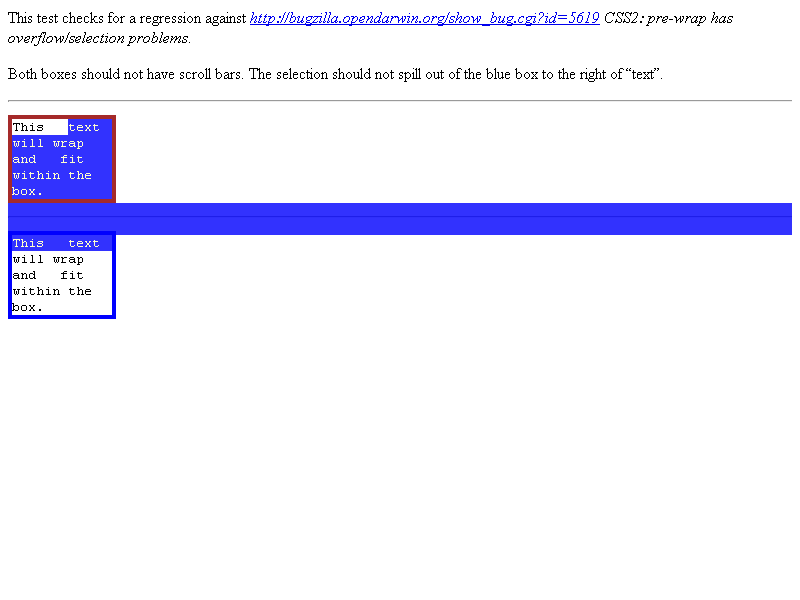 This test checks for a regression against http://bugzilla.opendarwin.org/show_bug.cgi?id=5619 CSS2: pre-wrap has
overflow/selection problems.
Both boxes should not have scroll bars. The selection should not spill out of the blue box to the right of “text”.
This   text
will wrap
and   fit
within the
box.
This   text
will wrap
and   fit
within the
box.